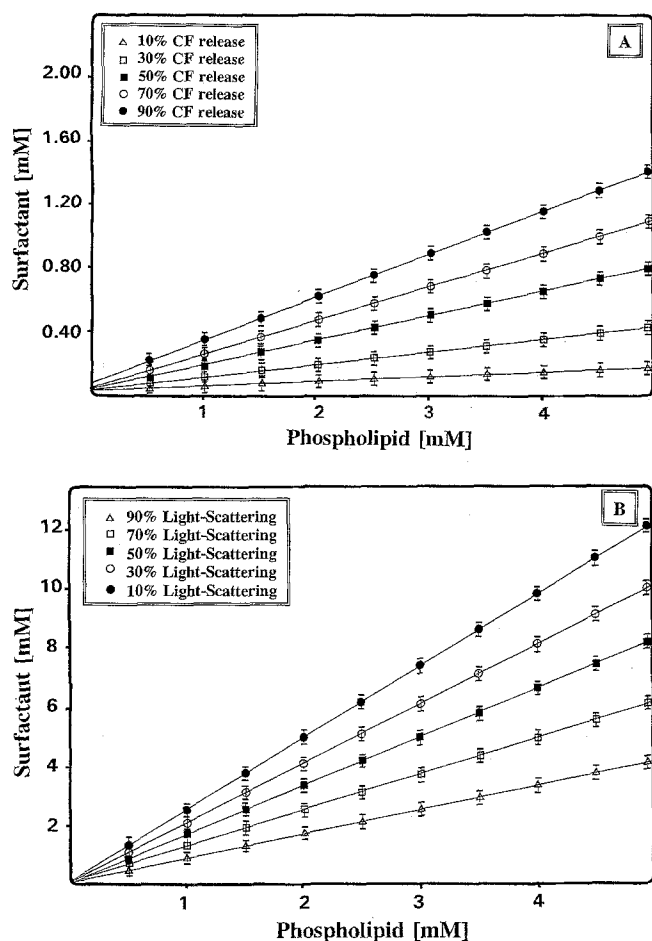 A
△ 10% CF release
□ 30% CF release
■ 50% CF release
○ 70% CF release
● 90% CF release
Surfactant [mM]
2.00
1.60
1.20
0.80
0.40
1 2 3 4
Phospholipid [mM]
B
△ 90% Light-Scattering
□ 70% Light-Scattering
■ 50% Light-Scattering
○ 30% Light-Scattering
● 10% Light-Scattering
Surfactant [mM]
12
10
8
6
4
2
1 2 3 4
Phospholipid [mM]